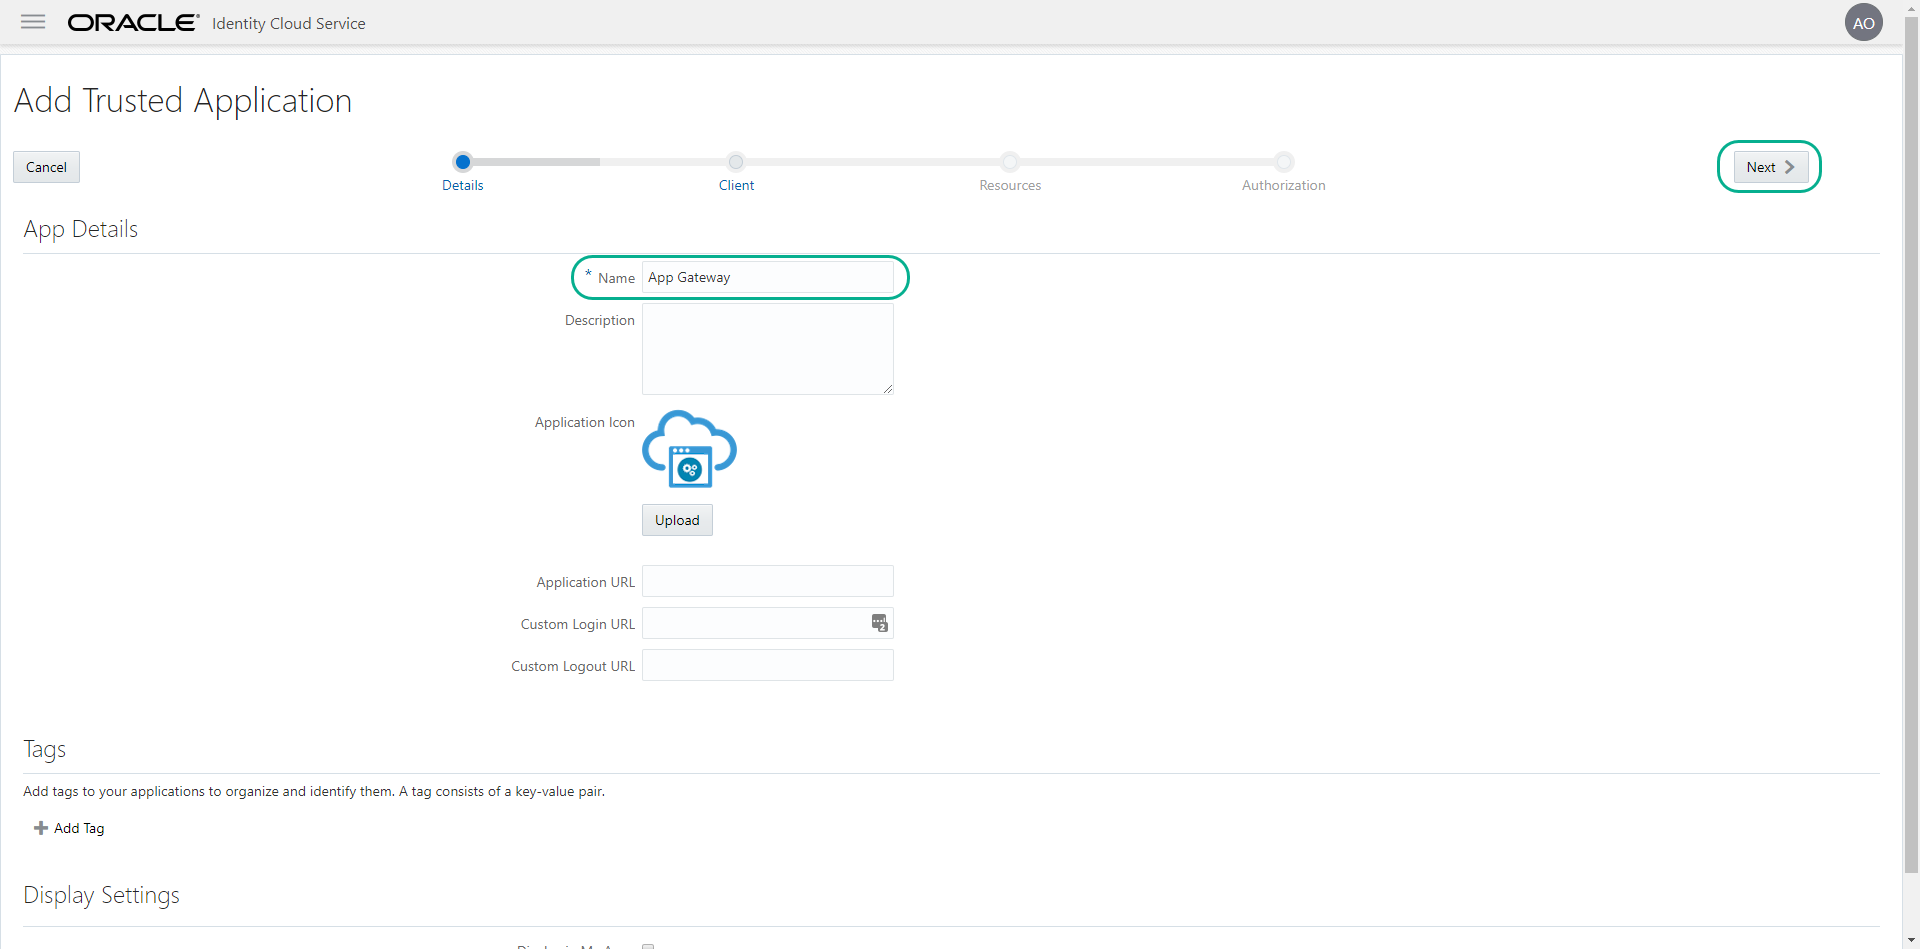 ORACLE® Identity Cloud Service
AO
Add Trusted Application
Cancel
Details
Client
Resources
Authorization
Next
App Details
* Name App Gateway
Description
Application Icon
Upload
Application URL
Custom Login URL
2
Custom Logout URL
Tags
Add tags to your applications to organize and identify them. A tag consists of a key-value pair.
Add Tag
Display Settings